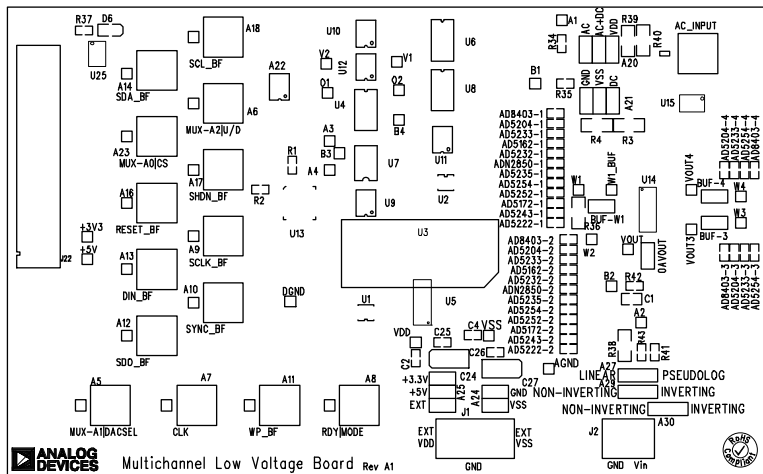 R37 D6
A18
U10
U6
A1
AC AC+DC VDD
R39
R40
AC_INPUT
R34
A20
U25
SCL_BF
V2
V1
U12
A14
SDA_BF
A22
O1
O2
U8
B1
R35
GND VSS DC
A21
U15
A6
MUX-A2|U/D
U4
B4
R4
R3
A23
MUX-A0|CS
A3
B3
A4
R1
U7
U11
U2
A17
SHDN_BF
R2
U13
U9
A16
RESET_BF
+3V3
+5V
J22
A9
SCLK_BF
U3
A13
DIN_BF
A10
SYNC_BF
DGND
U1
U5
A12
SDO_BF
AD8403-1
AD5204-1
AD5233-1
AD5162-1
AD5232-1
ADN2850-1
AD5235-1
AD5254-1
AD5252-1
AD5172-1
AD5243-1
AD5222-1
W1
W1_BUF
BUF-W1
R36
W2
U14
VOUT
OAVOUT
AD5204-4
AD5233-4
AD5254-4
AD8403-4
VOUT4
BUF-4
W4
VOUT3
BUF-3
W3
AD8403-3
AD5204-3
AD5233-3
AD5254-3
AD8403-2
AD5204-2
AD5233-2
AD5162-2
AD5232-2
ADN2850-2
AD5235-2
AD5254-2
AD5252-2
AD5172-2
AD5243-2
AD5222-2
B2
R42
C1
A2
R38
R43
R41
VDD
C25
C4
VSS
C2
C26
C24
C27
AGND
A27
LINEAR PSEUDOLOG
A29
NON-INVERTING INVERTING
NON-INVERTING INVERTING
A30
+3.3V
+5V
EXT
A25
A24
GND
VSS
A5
MUX-A1|DACSEL
A7
CLK
A11
WP_BF
A8
RDY|MODE
J1
EXT VDD
EXT VSS
GND
J2
GND Vin
ANALOG DEVICES
Multichannel Low Voltage Board Rev A1
RoHS Compliant